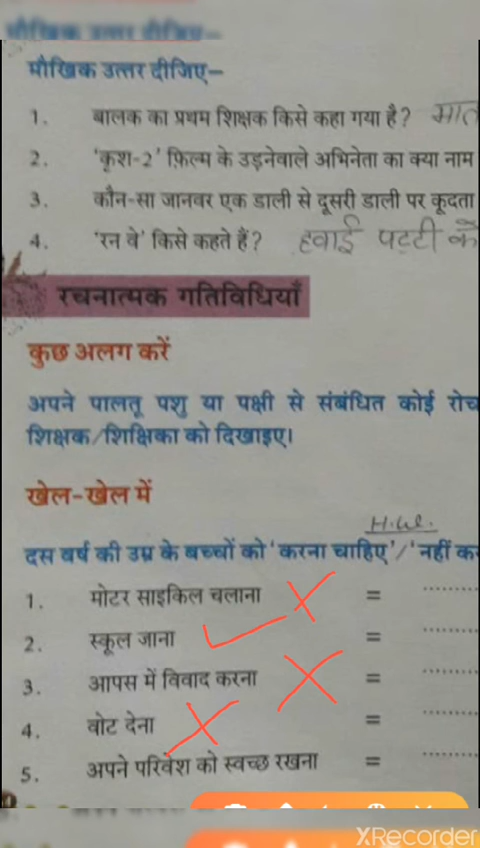 मौखिक उत्तर दीजिए–
मौखिक उत्तर दीजिए–
1. बालक का प्रथम शिक्षक किसे कहा गया है?
2. 'कृश-2' फ़िल्म के उड़नेवाले अभिनेता का क्या नाम
3. कौन-सा जानवर एक डाली से दूसरी डाली पर कूदता
4. 'रन वे' किसे कहते हैं? हवाई पट्टी को
रचनात्मक गतिविधियाँ
कुछ अलग करें
अपने पालतू पशु या पक्षी से संबंधित कोई
शिक्षक/शिक्षिका को दिखाइए।
खेल-खेल में
H.W.
दस वर्ष की उम्र के बच्चों को 'करना चाहिए'/'नहीं
1. मोटर साइकिल चलाना = ........
2. स्कूल जाना = ........
3. आपस में विवाद करना = ........
4. वोट देना = ........
5. अपने परिवेश को स्वच्छ रखना = ........
XRecorder